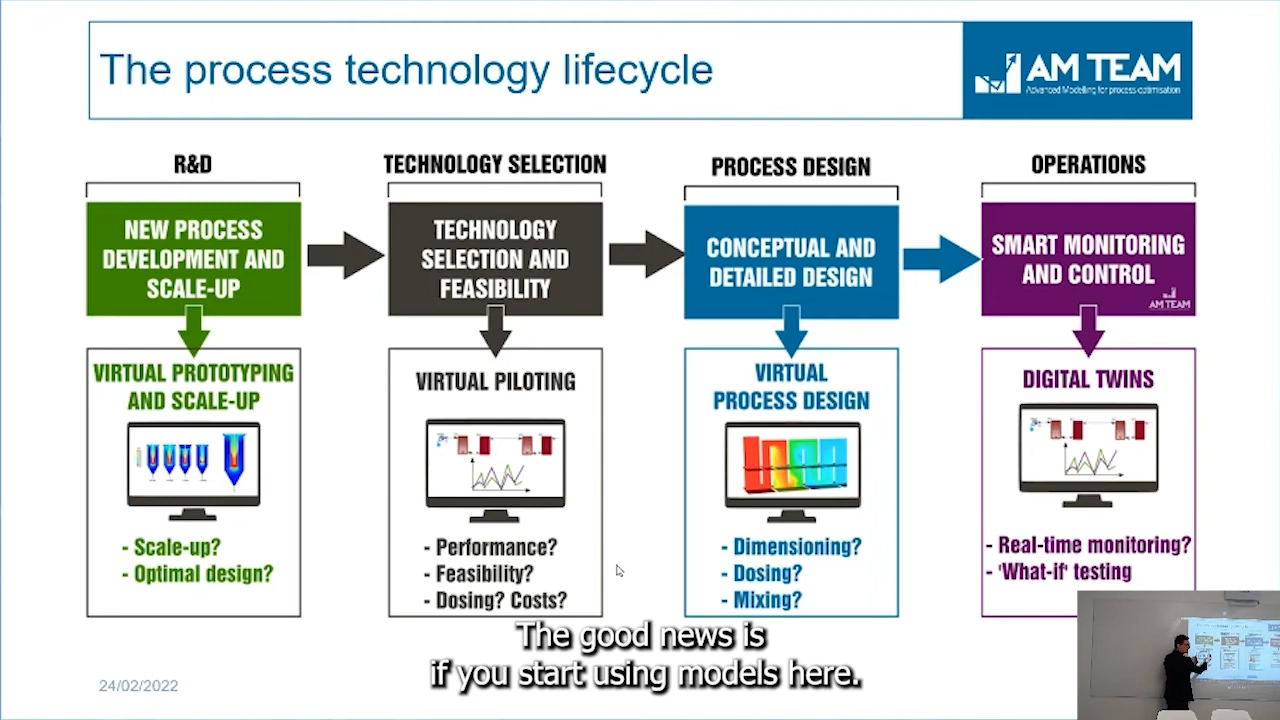 The process technology lifecycle
AM TEAM
Advanced Modelling for process optimisation
R&D
TECHNOLOGY SELECTION
PROCESS DESIGN
OPERATIONS
NEW PROCESS
DEVELOPMENT AND
SCALE-UP
TECHNOLOGY
SELECTION AND
FEASIBILITY
CONCEPTUAL AND
DETAILED DESIGN
SMART MONITORING
AND CONTROL
AM TEAM
VIRTUAL PROTOTYPING
AND SCALE-UP
- Scale-up?
- Optimal design?
VIRTUAL PILOTING
- Performance?
- Feasibility?
- Dosing? Costs?
VIRTUAL
PROCESS DESIGN
- Dimensioning?
- Dosing?
- Mixing?
DIGITAL TWINS
- Real-time monitoring?
- 'What-if' testing
The good news is
if you start using models here.
24/02/2022